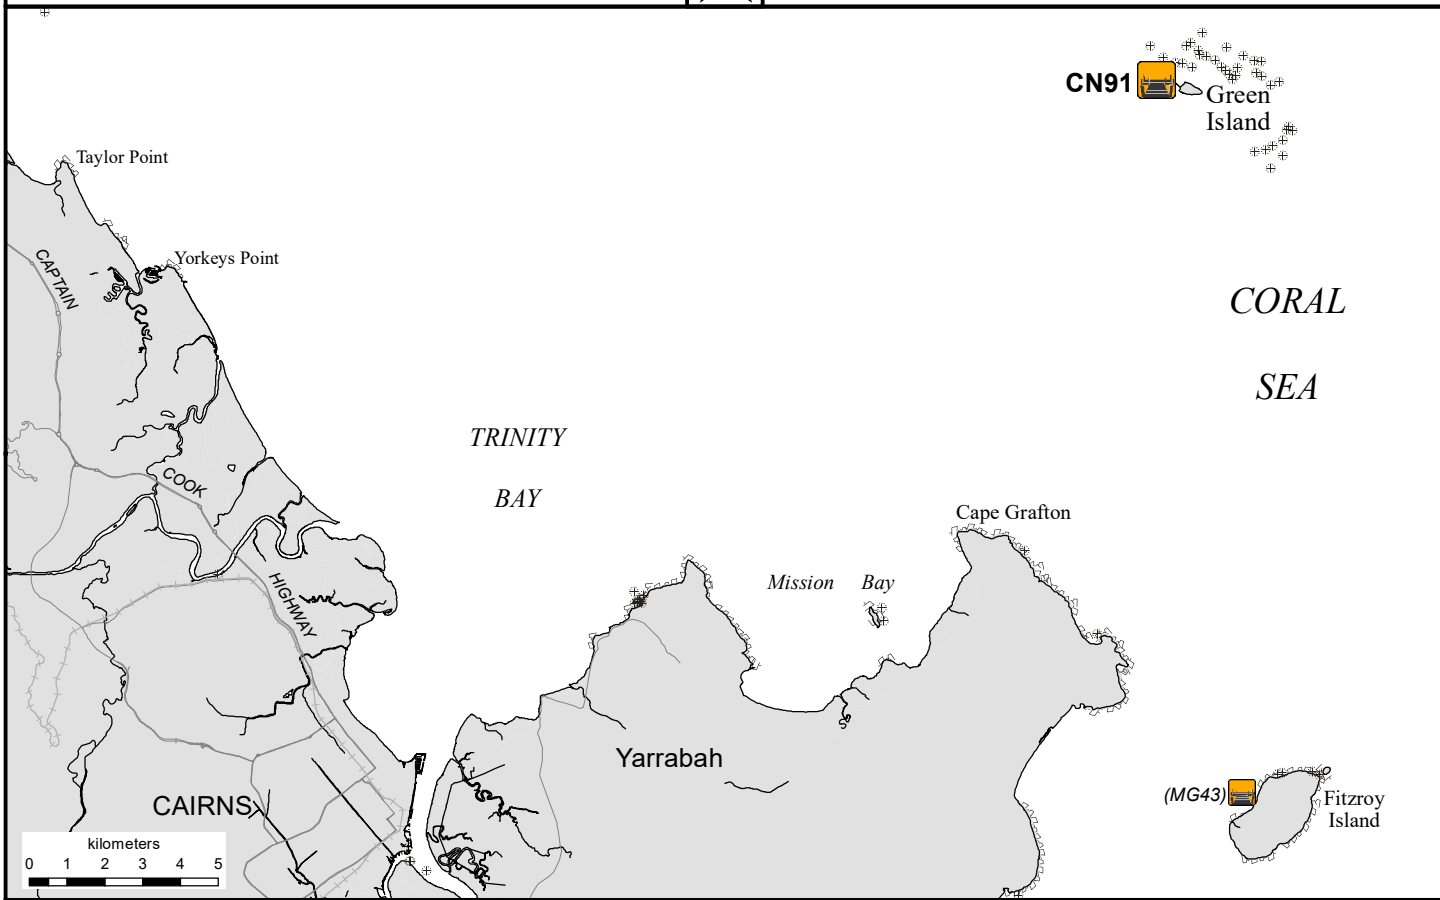 CN91
Green
Island
Taylor Point
Yorkeys Point
CAPTAIN
CORAL
SEA
TRINITY
BAY
COOK
Cape Grafton
HIGHWAY
Mission Bay
Yarrabah
CAIRNS
(MG43)
Fitzroy
Island
kilometers
0 1 2 3 4 5